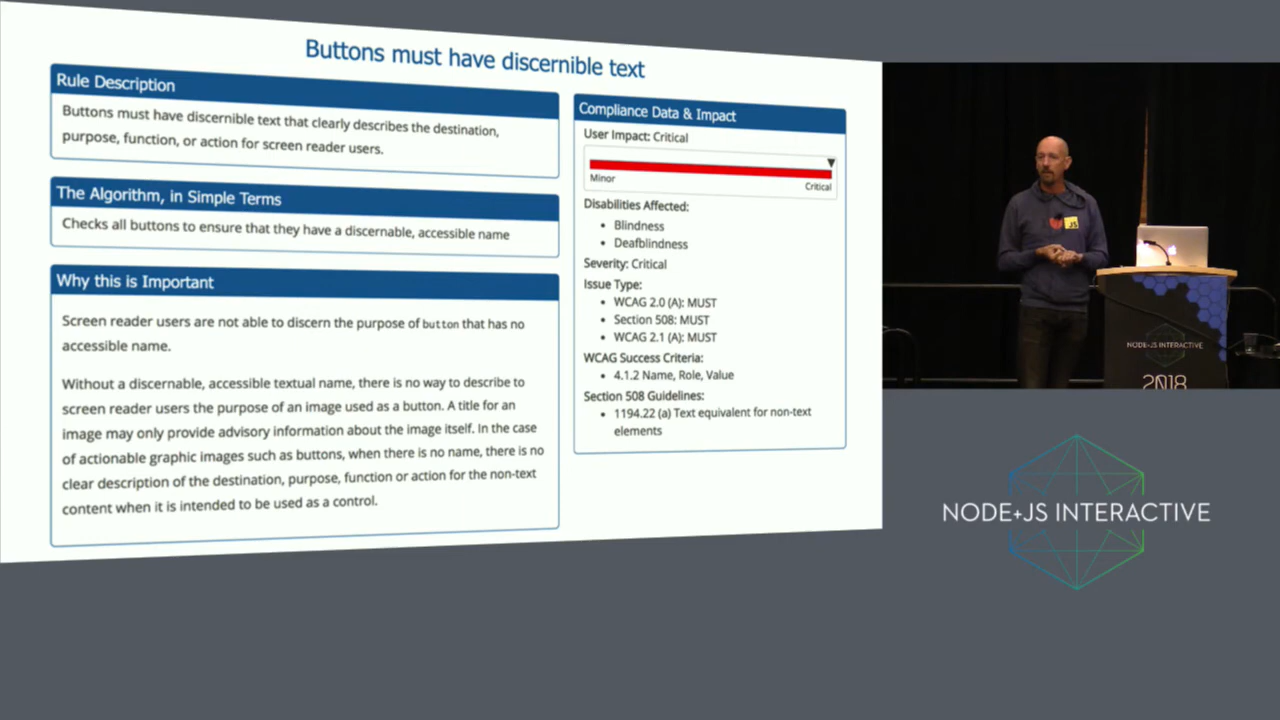 Buttons must have discernible text
Rule Description
Buttons must have discernible text that clearly describes the destination,
purpose, function, or action for screen reader users.
The Algorithm, in Simple Terms
Checks all buttons to ensure that they have a discernable, accessible name
Why this is Important
Screen reader users are not able to discern the purpose of button that has no
accessible name.
Without a discernable, accessible textual name, there is no way to describe to
screen reader users the purpose of an image used as a button. A title for an
image may only provide advisory information about the image itself. In the case
of actionable graphic images such as buttons, when there is no name, there is no
clear description of the destination, purpose, function or action for the non-text
content when it is intended to be used as a control.
Compliance Data & Impact
User Impact: Critical
Minor
Critical
Disabilities Affected:
• Blindness
• Deafblindness
Severity: Critical
Issue Type:
• WCAG 2.0 (A): MUST
• Section 508: MUST
• WCAG 2.1 (A): MUST
WCAG Success Criteria:
• 4.1.2 Name, Role, Value
Section 508 Guidelines:
• 1194.22 (a) Text equivalent for non-text
elements
JS
NODE+JS INTERACTIVE
2018
NODE+JS INTERACTIVE